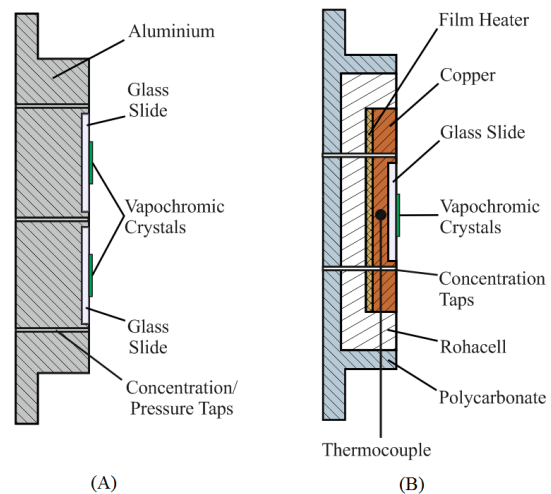 Aluminium
Glass
Slide
Vapochromic
Crystals
Glass
Slide
Concentration/
Pressure Taps
(A)
Film Heater
Copper
Glass Slide
Vapochromic
Crystals
Concentration
Taps
Rohacell
Polycarbonate
Thermocouple
(B)